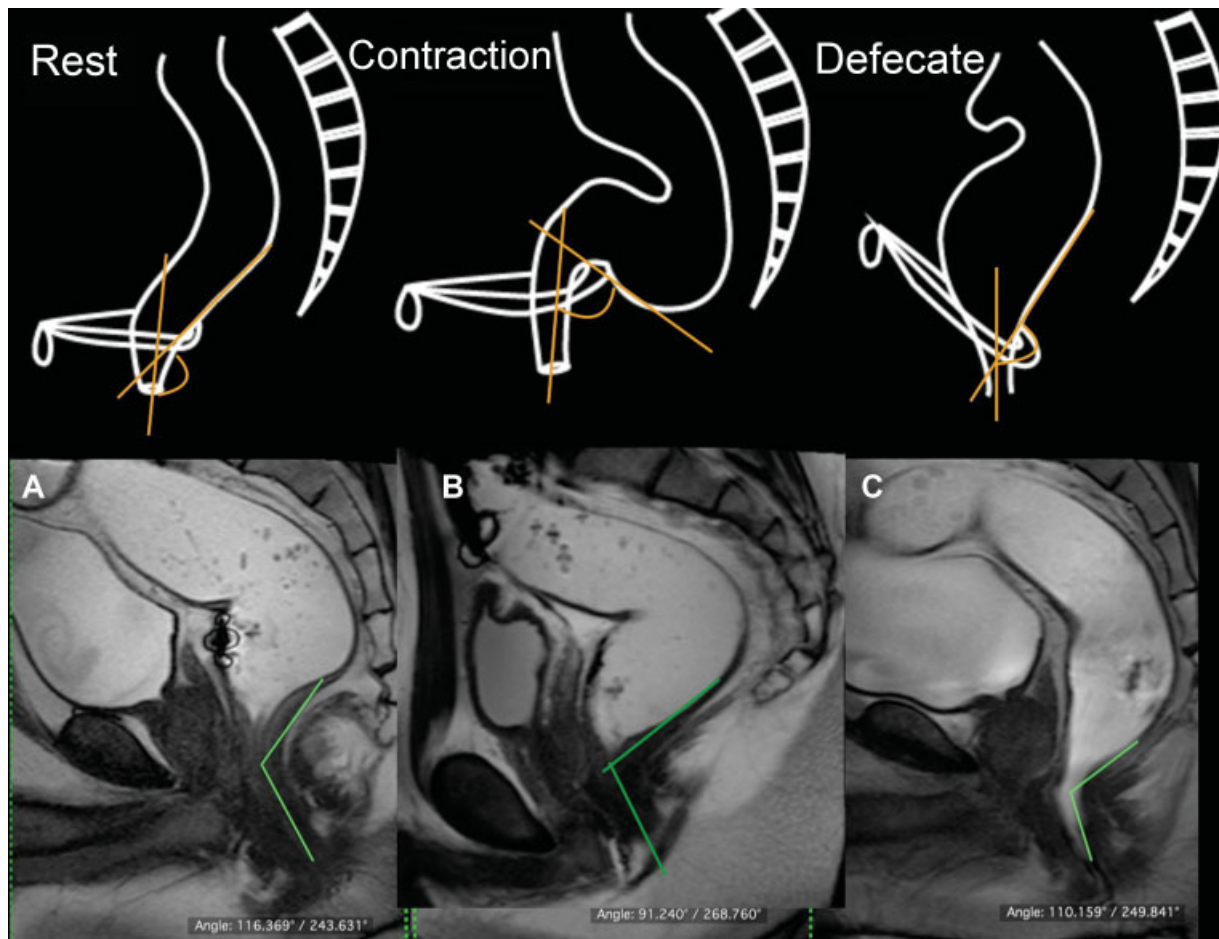 Rest
Contraction
Defecate
A
B
C
Angle: 116.369° / 243.631°
Angle: 91.240° / 268.760°
Angle: 110.159° / 249.841°